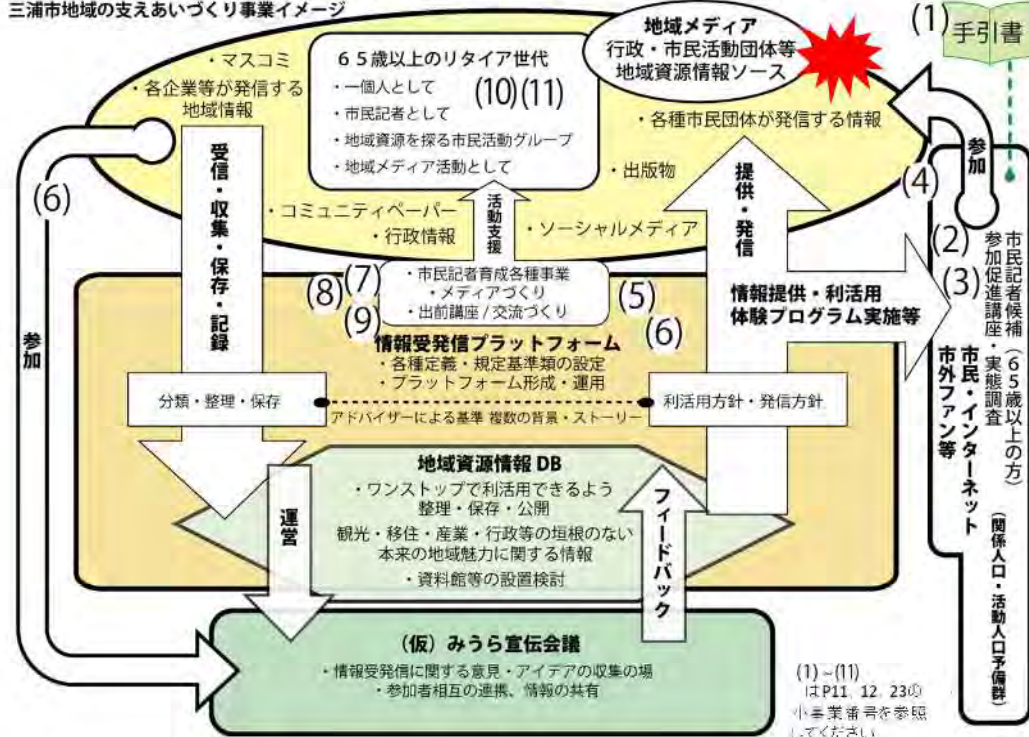 三浦市地域の支えあいづくり事業イメージ
(1)
手引書
地域メディア
行政・市民活動団体等
地域資源情報ソース
・マスコミ
・各企業等が発信する
地域情報
65歳以上のリタイア世代
・一個人として
・市民記者として
・地域資源を探る市民活動グループ
・地域メディア活動として
(10)(11)
・各種市民団体が発信する情報
・出版物
・コミュニティペーパー
・行政情報
・ソーシャルメディア
参加
(4)
(6)
参加
受信・収集・保存・記録
活動支援
提供・発信
(2)
(3)
市民記者候補(65歳以上の方)
参加促進講座・実態調査
市民・インターネット
市外ファン等
(関係人口・活動人口予備群)
(7)
(8)
(9)
・市民記者育成各種事業
・メディアづくり
・出前講座/交流づくり
(5)
(6)
情報提供・利活用
体験プログラム実施等
情報受発信プラットフォーム
・各種定義・規定基準類の設定
・プラットフォーム形成・運用
分類・整理・保存
アドバイザーによる基準 複数の背景・ストーリー
利活用方針・発信方針
地域資源情報DB
・ワンストップで利活用できるよう
整理・保存・公開
観光・移住・産業・行政等の垣根のない
本来の地域魅力に関する情報
・資料館等の設置検討
運営
フィードバック
(仮)みうら宣伝会議
・情報受発信に関する意見・アイデアの収集の場
・参加者相互の連携、情報の共有
(1)~(11)
はP11、12、23の
小事業番号を参照
してください